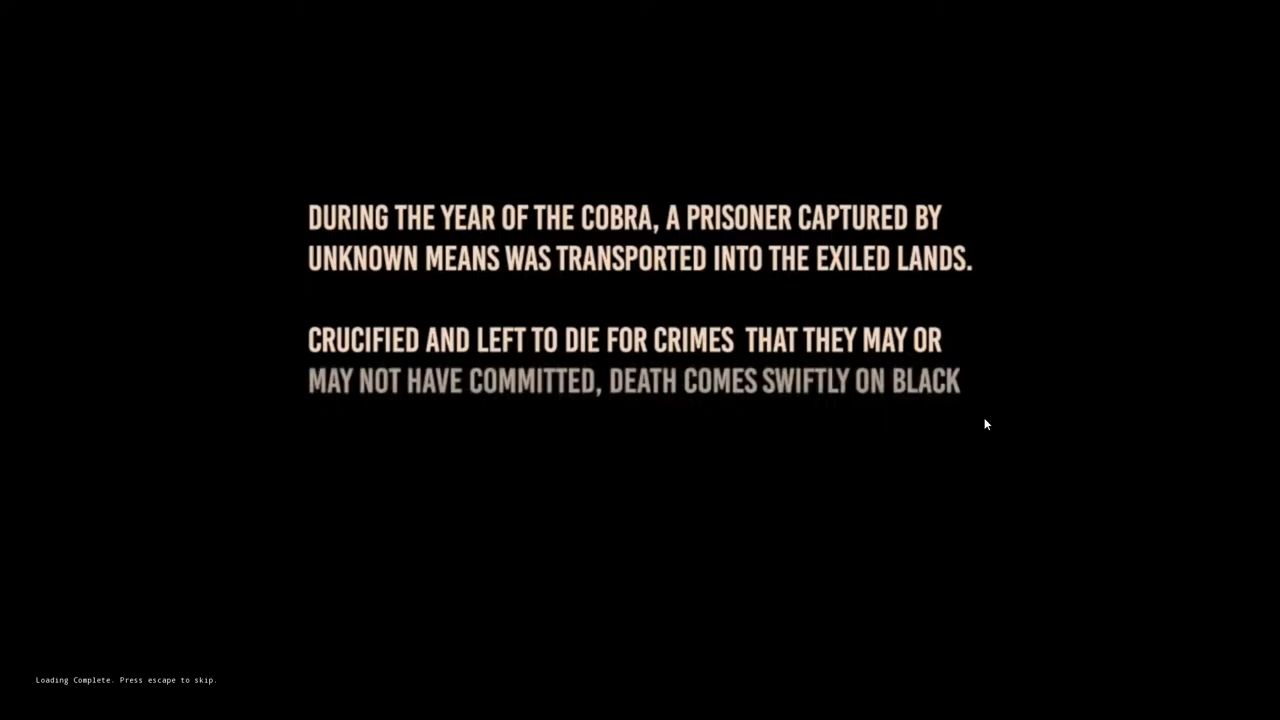 DURING THE YEAR OF THE COBRA, A PRISONER CAPTURED BY
UNKNOWN MEANS WAS TRANSPORTED INTO THE EXILED LANDS.
CRUCIFIED AND LEFT TO DIE FOR CRIMES THAT THEY MAY OR
MAY NOT HAVE COMMITTED, DEATH COMES SWIFTLY ON BLACK
Loading Complete. Press escape to skip.